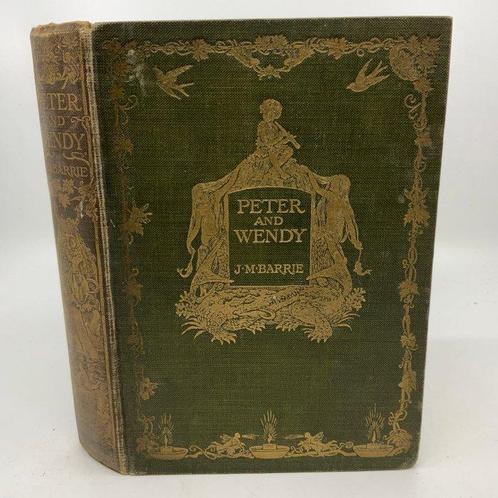 PETER
AND
WENDY
J. M. BARRIE
PETER
AND
WENDY
J·M·BARRIE